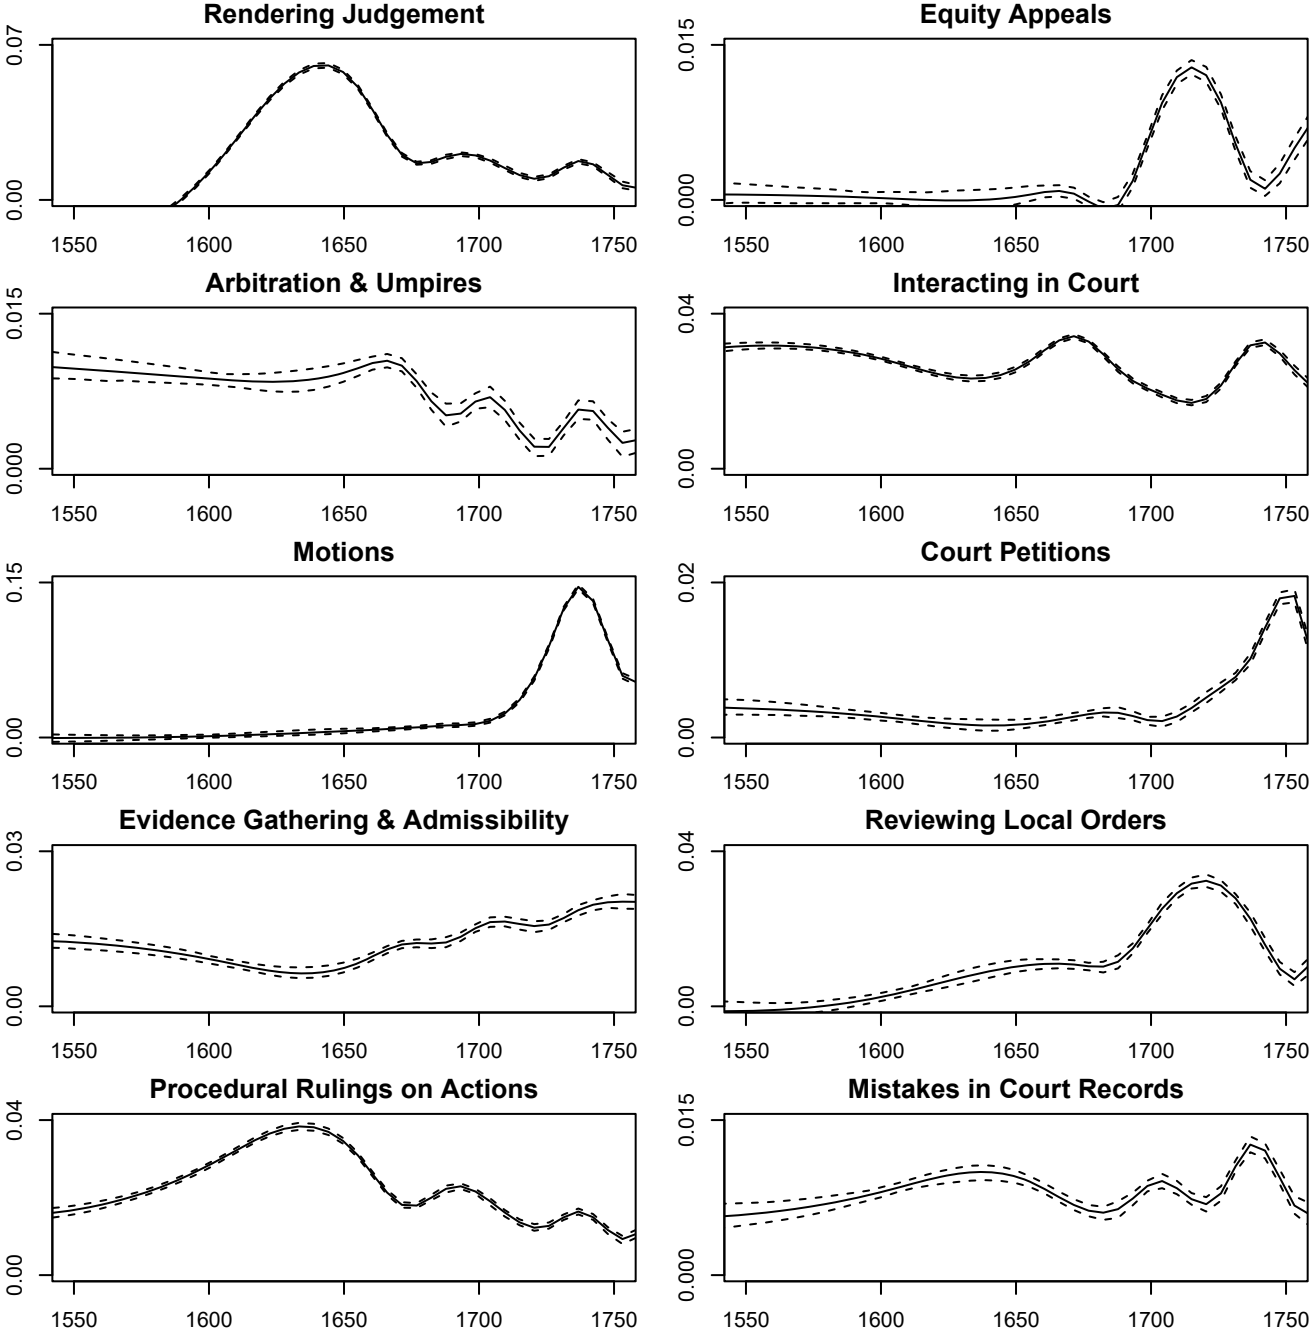 Rendering Judgement
0.07
0.00
1550 1600 1650 1700 1750
Equity Appeals
0.015
0.000
1550 1600 1650 1700 1750
Arbitration & Umpires
0.015
0.000
1550 1600 1650 1700 1750
Interacting in Court
0.04
0.00
1550 1600 1650 1700 1750
Motions
0.15
0.00
1550 1600 1650 1700 1750
Court Petitions
0.02
0.00
1550 1600 1650 1700 1750
Evidence Gathering & Admissibility
0.03
0.00
1550 1600 1650 1700 1750
Reviewing Local Orders
0.04
0.00
1550 1600 1650 1700 1750
Procedural Rulings on Actions
0.04
0.00
1550 1600 1650 1700 1750
Mistakes in Court Records
0.015
0.000
1550 1600 1650 1700 1750